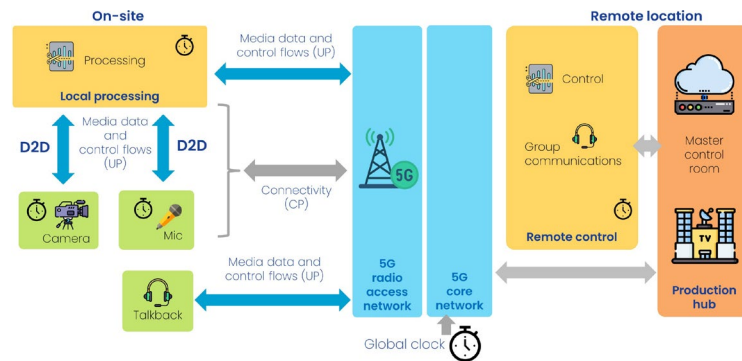 On-site
Remote location
Processing
Local processing
Media data and
control flows (UP)
D2D
Media data
and
control flows
(UP)
D2D
Camera
Mic
Connectivity
(CP)
5G
Media data and
control flows (UP)
Talkback
5G
radio
access
network
5G
core
network
Global clock
Control
Group
communications
Remote control
Master
control
room
TV
Production
hub